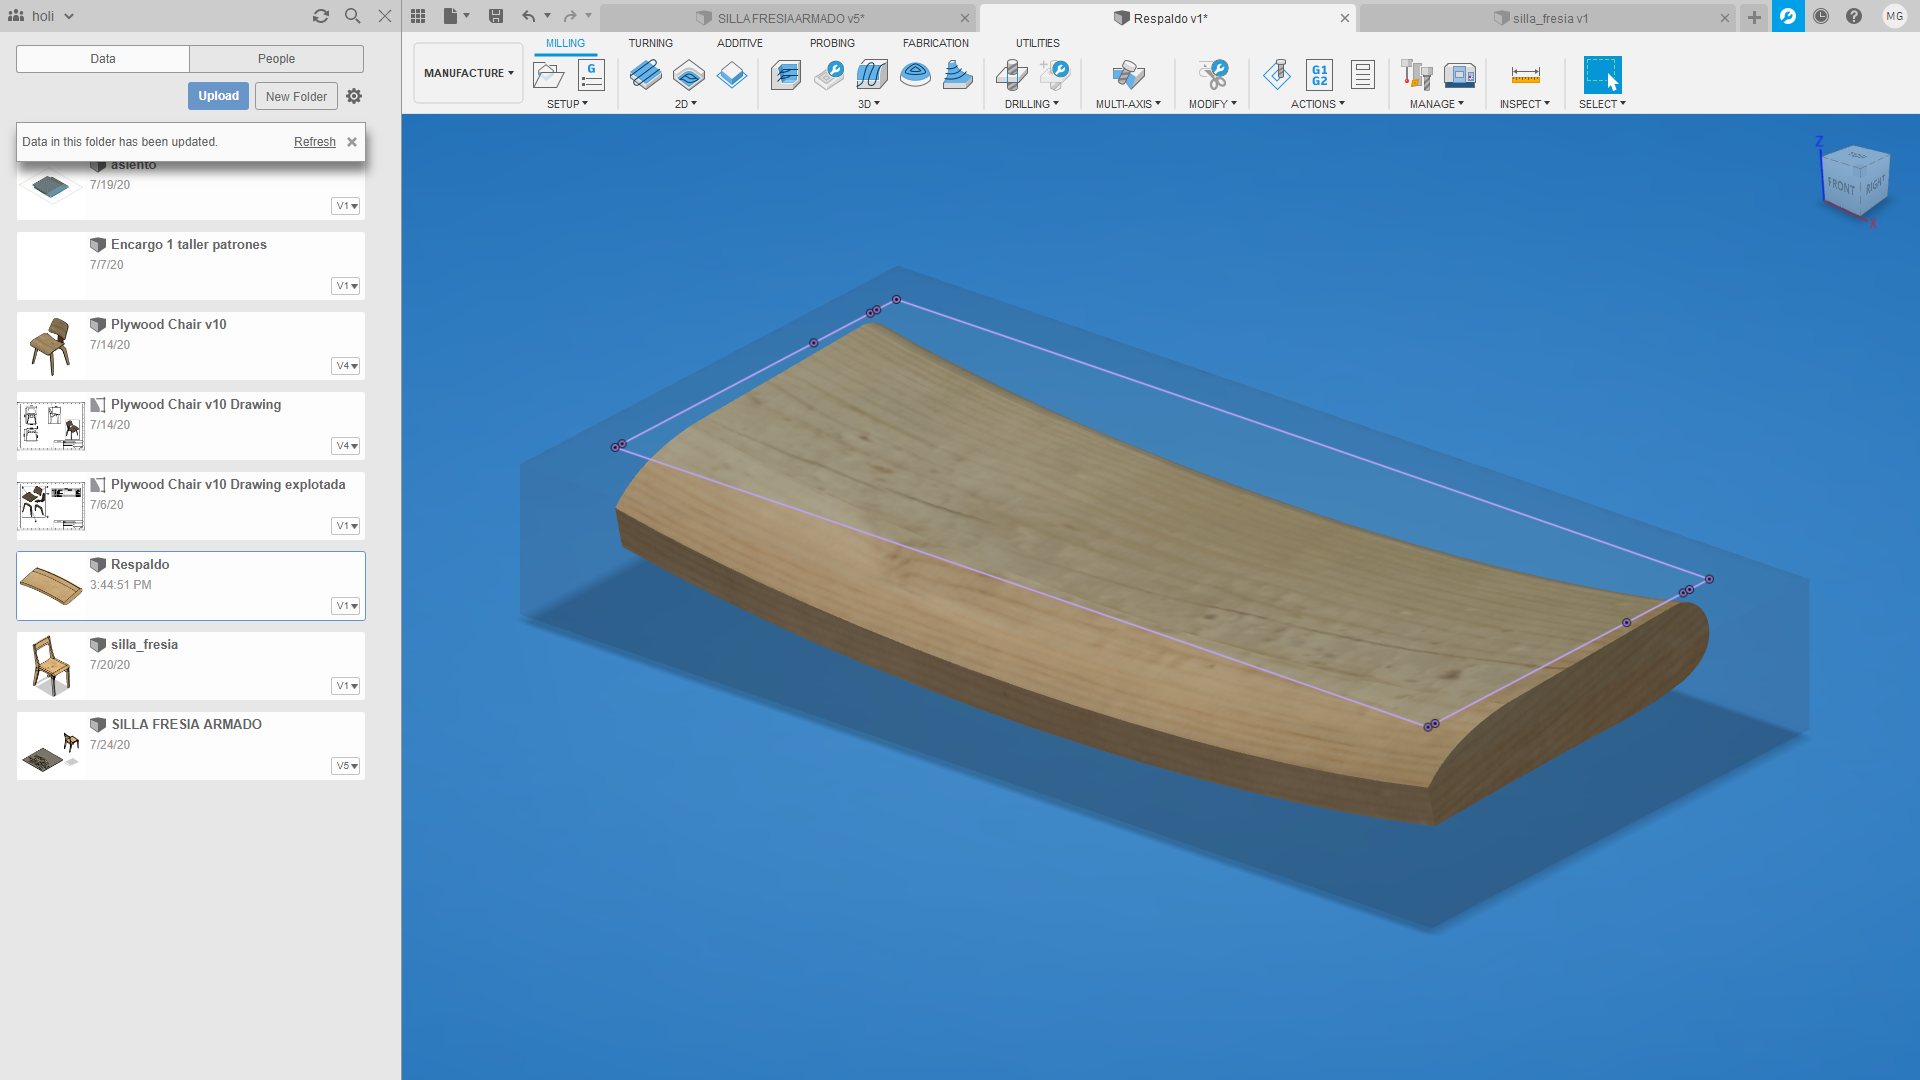 holi
SILLA FRESIA ARMADO v5*
Respaldo v1*
silla_fresia v1
MG
Data
People
Upload
New Folder
Data in this folder has been updated.
Refresh
asiento
7/19/20
V1
Encargo 1 taller patrones
7/7/20
V1
Plywood Chair v10
7/14/20
V4
Plywood Chair v10 Drawing
7/14/20
V4
Plywood Chair v10 Drawing explotada
7/6/20
V1
Respaldo
3:44:51 PM
V1
silla_fresia
7/20/20
V1
SILLA FRESIA ARMADO
7/24/20
V5
MANUFACTURE
MILLING
TURNING
ADDITIVE
PROBING
FABRICATION
UTILITIES
G
G1
G2
SETUP
2D
3D
DRILLING
MULTI-AXIS
MODIFY
ACTIONS
MANAGE
INSPECT
SELECT
Z
TOP
FRONT
RIGHT
X